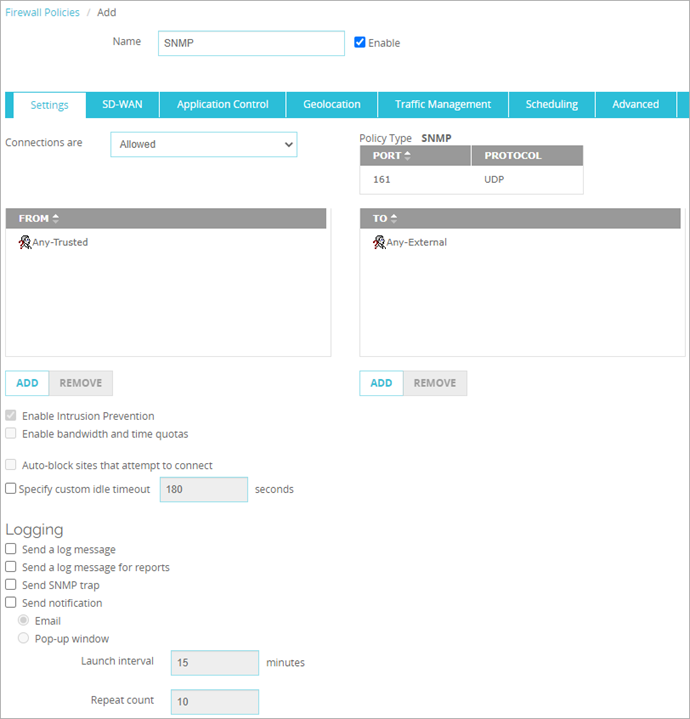 Firewall Policies / Add
Name SNMP Enable
Settings SD-WAN Application Control Geolocation Traffic Management Scheduling Advanced
Connections are Allowed
Policy Type SNMP
PORT PROTOCOL
161 UDP
FROM
Any-Trusted
TO
Any-External
ADD REMOVE
ADD REMOVE
Enable Intrusion Prevention
Enable bandwidth and time quotas
Auto-block sites that attempt to connect
Specify custom idle timeout 180 seconds
Logging
Send a log message
Send a log message for reports
Send SNMP trap
Send notification
Email
Pop-up window
Launch interval 15 minutes
Repeat count 10